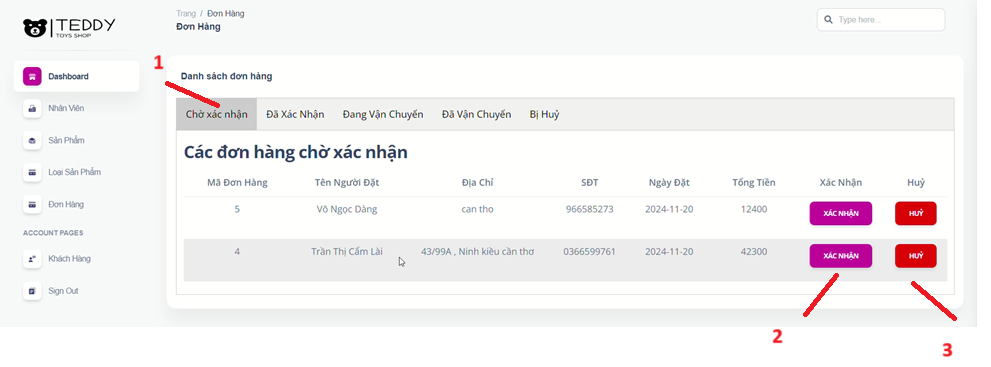 TEDDY
TOYS SHOP
Trang / Đơn Hàng
Đơn Hàng
Type here...
1
Danh sách đơn hàng
Dashboard
Nhân Viên
Sản Phẩm
Loại Sản Phẩm
Đơn Hàng
ACCOUNT PAGES
Khách Hàng
Sign Out
Chờ xác nhận Đã Xác Nhận Đang Vận Chuyển Đã Vận Chuyển Bị Huỷ
Các đơn hàng chờ xác nhận
Mã Đơn Hàng Tên Người Đặt Địa Chỉ SĐT Ngày Đặt Tổng Tiền Xác Nhận Huỷ
5 Võ Ngọc Dàng can tho 966585273 2024-11-20 12400 XÁC NHẬN HUỶ
4 Trần Thị Cẩm Lài 43/99A , Ninh kiều cần thơ 0366599761 2024-11-20 42300 XÁC NHẬN HUỶ
2
3